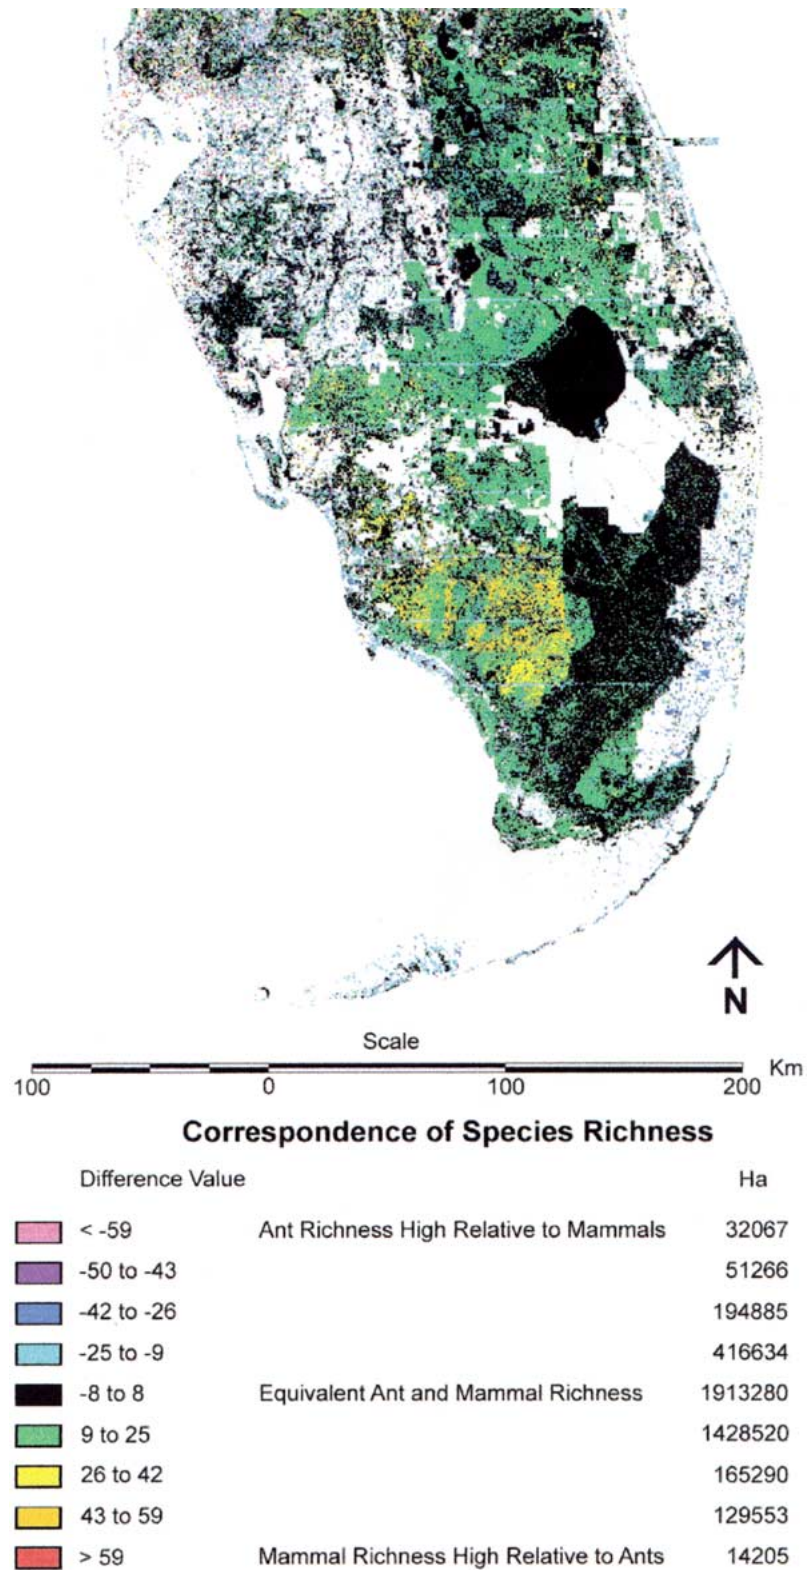 N
Scale
100 0 100 200 Km
Correspondence of Species Richness
Difference Value Ha
< -59 Ant Richness High Relative to Mammals 32067
-50 to -43 51266
-42 to -26 194885
-25 to -9 416634
-8 to 8 Equivalent Ant and Mammal Richness 1913280
9 to 25 1428520
26 to 42 165290
43 to 59 129553
> 59 Mammal Richness High Relative to Ants 14205